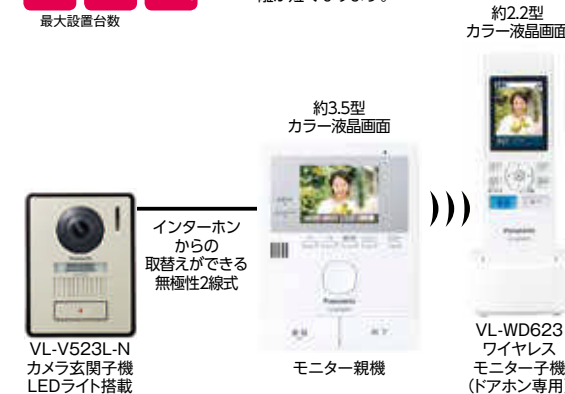 最大設置台数
約2.2型
カラー液晶画面
約3.5型
カラー液晶画面
インターホン
からの
取替えができる
無極性2線式
Panasonic
VL-V523L-N
カメラ玄関子機
LEDライト搭載
モニター親機
VL-WD623
ワイヤレス
モニター子機
(ドアホン専用)